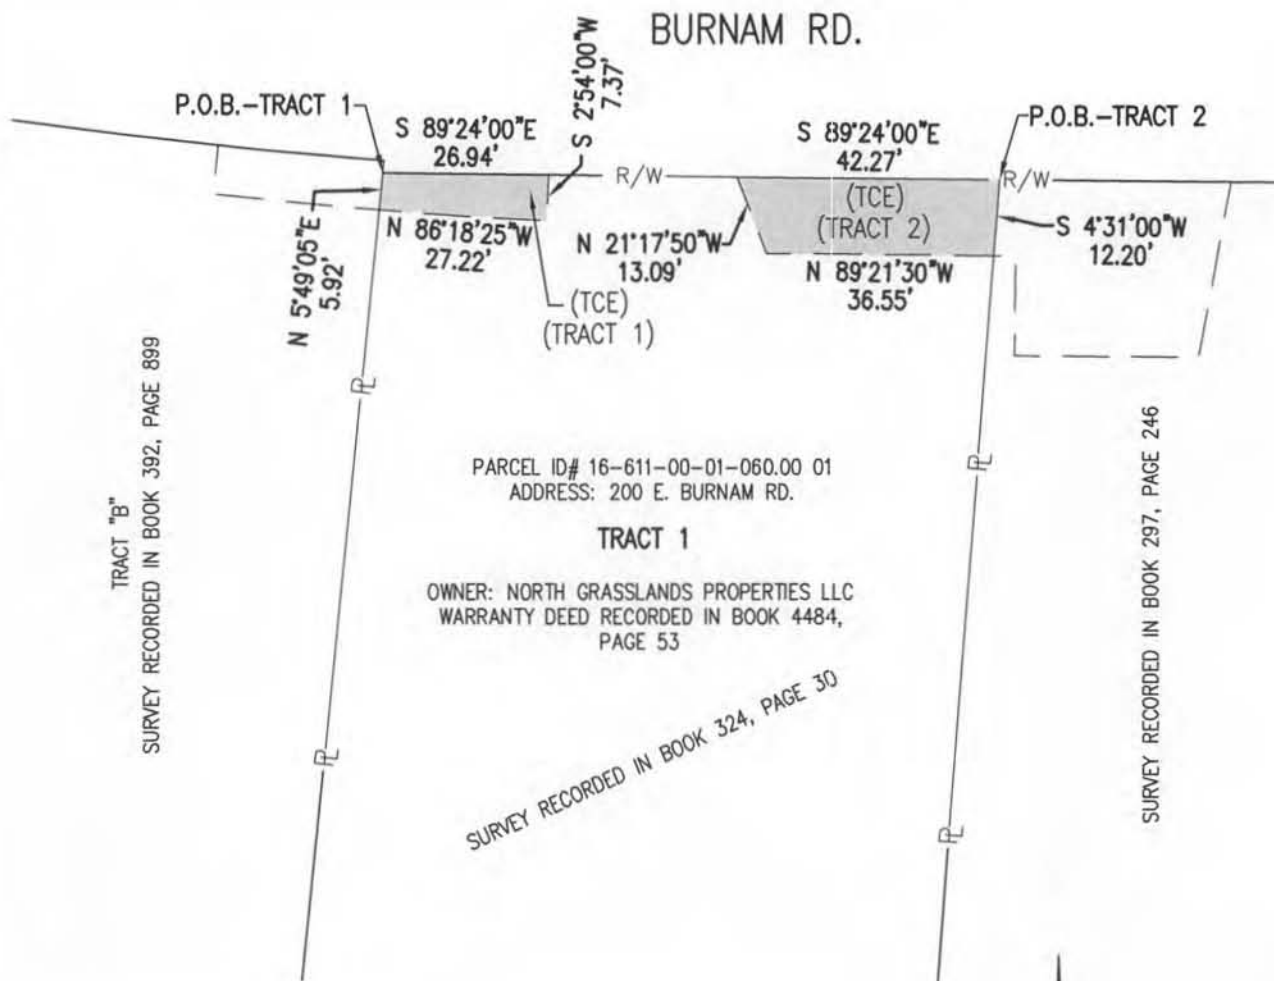 BURNAM RD.
P.O.B.-TRACT 1
S 89°24'00"E
26.94'
S 2°54'00"W
7.37'
S 89°24'00"E
42.27'
P.O.B.-TRACT 2
R/W
R/W
N 5°49'05"E
5.92'
N 86°18'25"W
27.22'
(TCE)
(TRACT 1)
N 21°17'50"W
13.09'
(TCE)
(TRACT 2)
N 89°21'30"W
36.55'
S 4°31'00"W
12.20'
PL
PL
PL
PL
TRACT "B"
SURVEY RECORDED IN BOOK 392, PAGE 899
PARCEL ID# 16-611-00-01-060.00 01
ADDRESS: 200 E. BURNAM RD.
TRACT 1
OWNER: NORTH GRASSLANDS PROPERTIES LLC
WARRANTY DEED RECORDED IN BOOK 4484,
PAGE 53
SURVEY RECORDED IN BOOK 324, PAGE 30
SURVEY RECORDED IN BOOK 297, PAGE 246